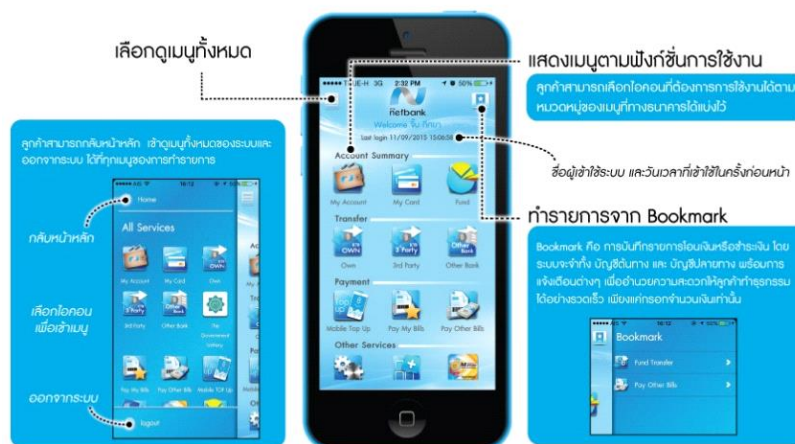 เลือกดูเมนูทั้งหมด
ลูกค้าสามารถกลับหน้าหลัก เข้าดูเมนูทั้งหมดของระบบและ
ออกจากระบบ ได้ที่ทุกเมนูของการทำรายการ
กลับหน้าหลัก
เลือกไอคอน
เพื่อเข้าเมนู
ออกจากระบบ
16:12
Home
All Services
My Account My Card Own
3rd Party Other Bank
Pay My Bills Pay Other Bills Mobile TOP Up
logout
3G 2:32 PM 50%
netbank
Welcome
Last login 11/09/2015 15:06:58
Account Summary
My Account My Card Fund
Transfer
Own 3rd Party Other Bank
Payment
Mobile Top Up Pay My Bills Pay Other Bills
Other Services
แสดงเมนูตามฟังก์ชั่นการใช้งาน
ลูกค้าสามารถเลือกไอคอนที่ต้องการการใช้งานได้ตาม
หมวดหมู่ของเมนูที่ทางธนาคารได้แบ่งไว้
ชื่อผู้เข้าใช้ระบบ และวันเวลาที่เข้าใช้ในครั้งก่อนหน้า
ทำรายการจาก Bookmark
Bookmark คือ การบันทึกรายการโอนเงินหรือชำระเงิน โดย
ระบบจะจำทั้ง บัญชีต้นทาง และ บัญชีปลายทาง พร้อมการ
แจ้งเตือนต่างๆ เพื่ออำนวยความสะดวกให้ลูกค้าทำธุรกรรม
ได้อย่างรวดเร็ว เพียงแค่กรอกจำนวนเงินเท่านั้น
16:12
Bookmark
Fund Transfer
Pay Other Bills